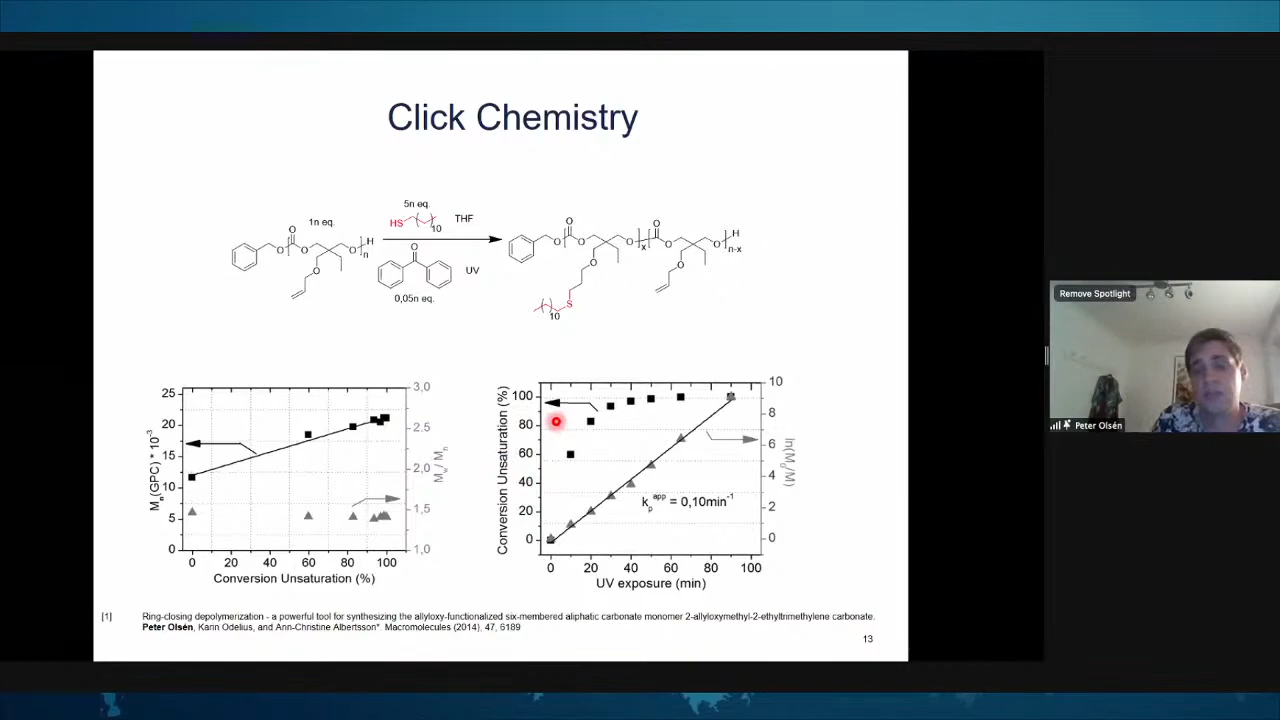 Click Chemistry
5n eq.
1n eq.
HS
10
THF
O
O
O
O
H
n
O
O
UV
0,05n eq.
O
O
O
O
x
O
O
O
O
H
n-x
O
O
S
10
25
20
15
10
5
0
Mn(GPC) * 10-3
3,0
2,5
2,0
1,5
1,0
Mw/ Mn
0 20 40 60 80 100
Conversion Unsaturation (%)
100
80
60
40
20
0
Conversion Unsaturation (%)
10
8
6
4
2
0
ln(M0/M)
kpapp = 0,10min-1
0 20 40 60 80 100
UV exposure (min)
[1] Ring-closing depolymerization - a powerful tool for synthesizing the allyloxy-functionalized six-membered aliphatic carbonate monomer 2-allyloxymethyl-2-ethyltrimethylene carbonate.
Peter Olsén, Karin Odelius, and Ann-Christine Albertsson*. Macromolecules (2014), 47, 6189
13
Remove Spotlight
Peter Olsén